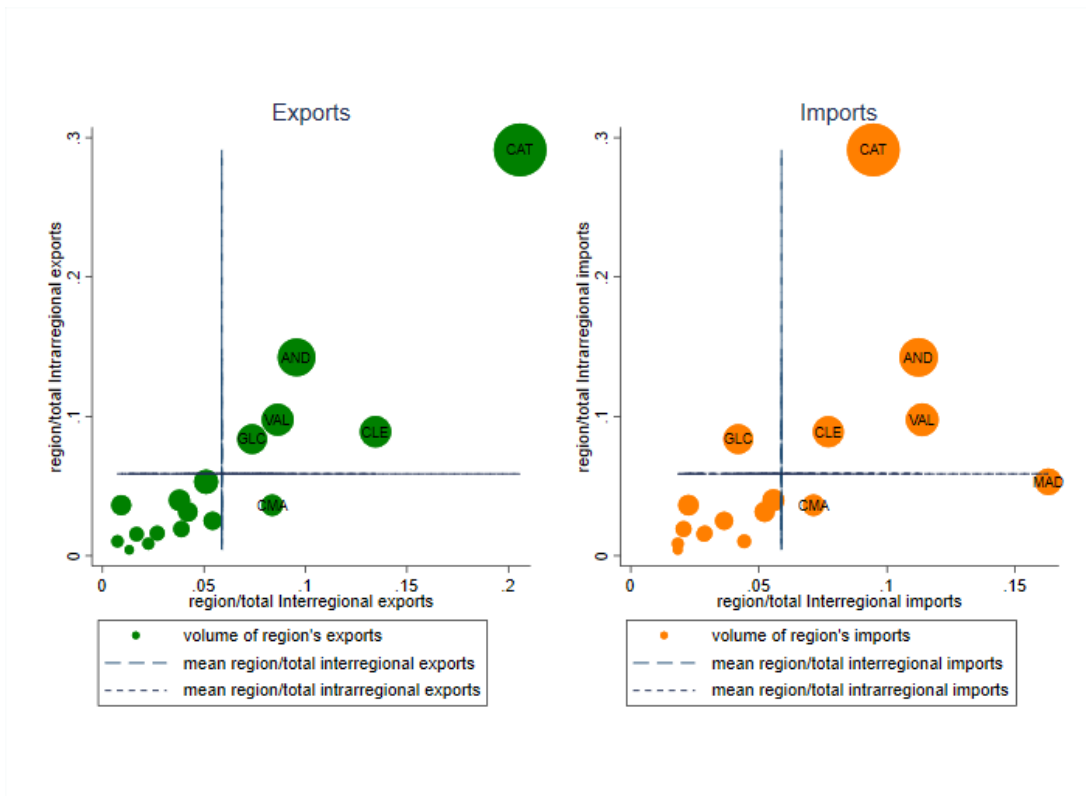 Exports
region/total Intrarregional exports
.3
.2
.1
0
CAT
AND
VAL
GLC
CLE
CMA
0 .05 .1 .15 .2
region/total Interregional exports
volume of region's exports
mean region/total interregional exports
mean region/total intrarregional exports
Imports
region/total Intrarregional imports
.3
.2
.1
0
CAT
AND
VAL
GLC
CLE
MAD
CMA
0 .05 .1 .15
region/total Interregional imports
volume of region's imports
mean region/total interregional imports
mean region/total intrarregional imports